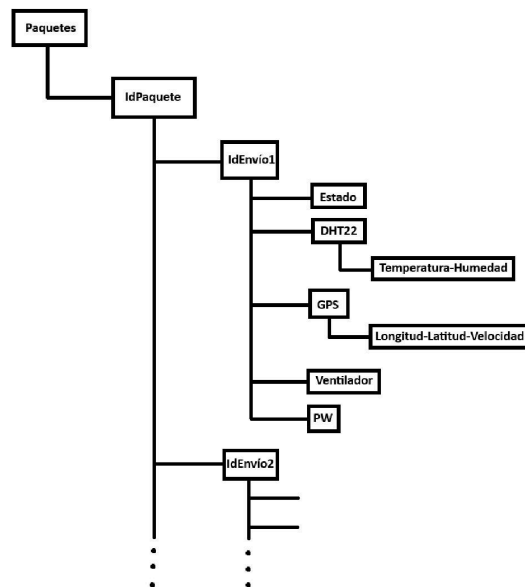 Paquetes
IdPaquete
IdEnvío1
Estado
DHT22
Temperatura-Humedad
GPS
Longitud-Latitud-Velocidad
Ventilador
PW
IdEnvío2